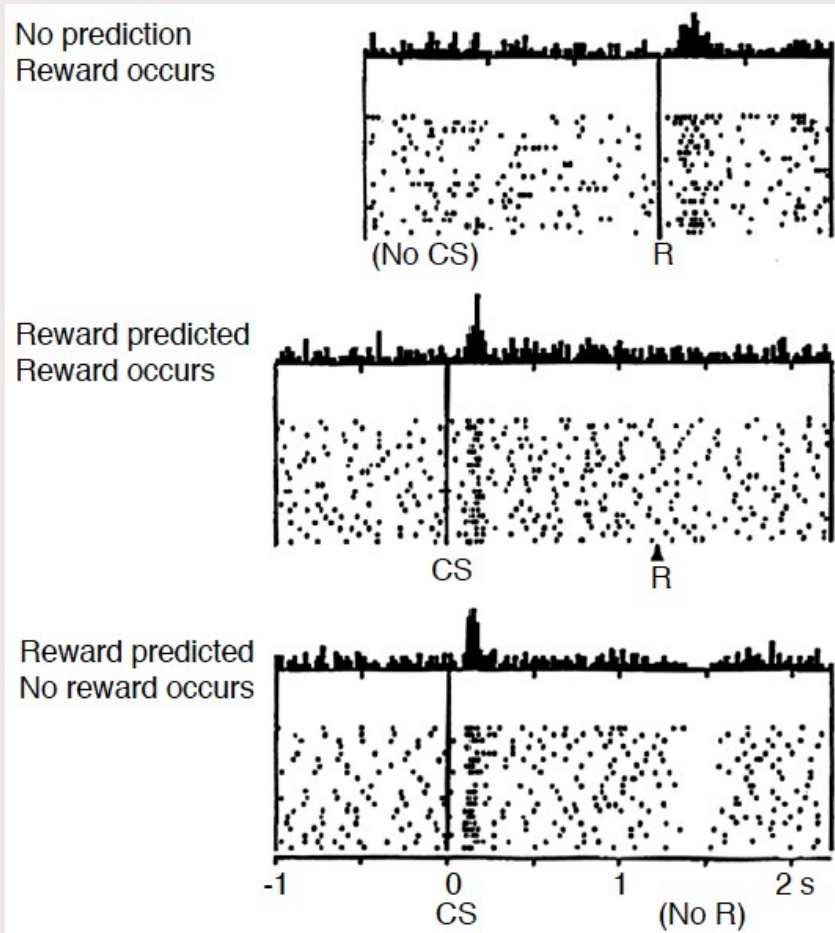 No prediction
Reward occurs
(No CS) R
Reward predicted
Reward occurs
CS R
Reward predicted
No reward occurs
-1 0 1 2 s
CS (No R)